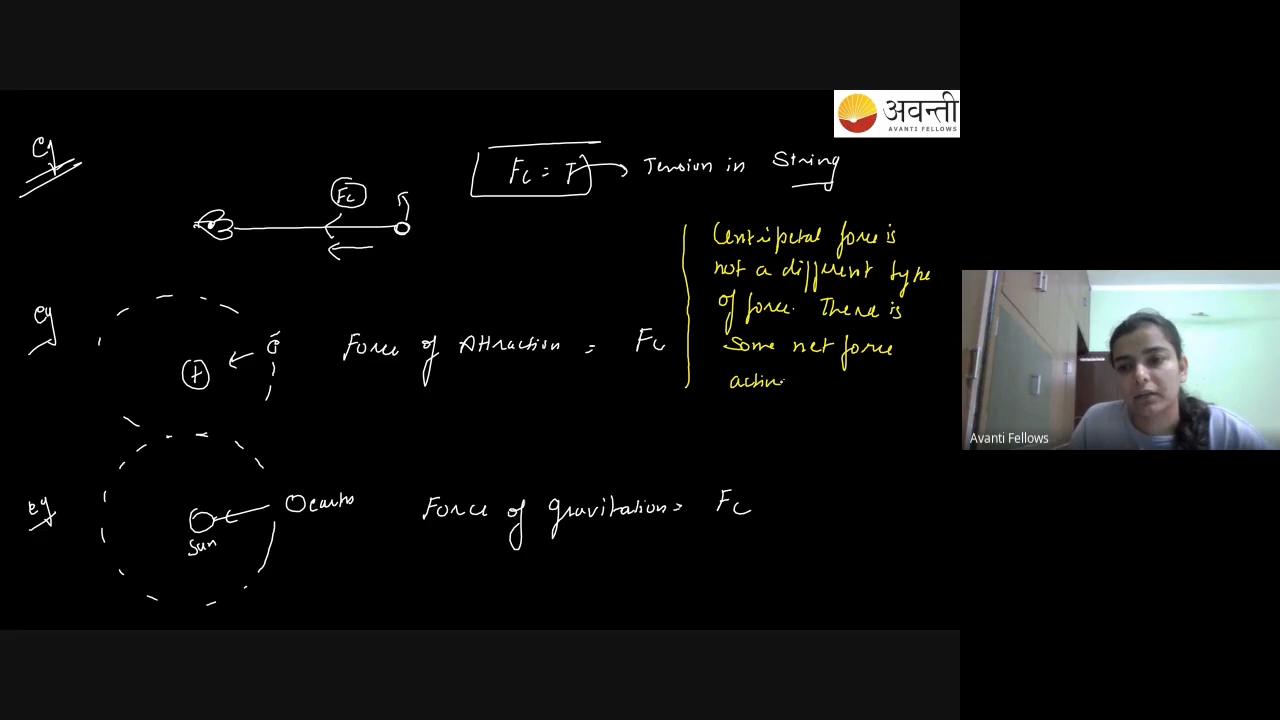 अवन्ती
AVANTI FELLOWS
eg
Fc = T → Tension in String
Fc
Centripetal force is
not a different type
of force. There is
some net force
actin
eg
+
e-
Force of Attraction = Fc
eg
Sun
earth
Force of gravitation = Fc
Avanti Fellows